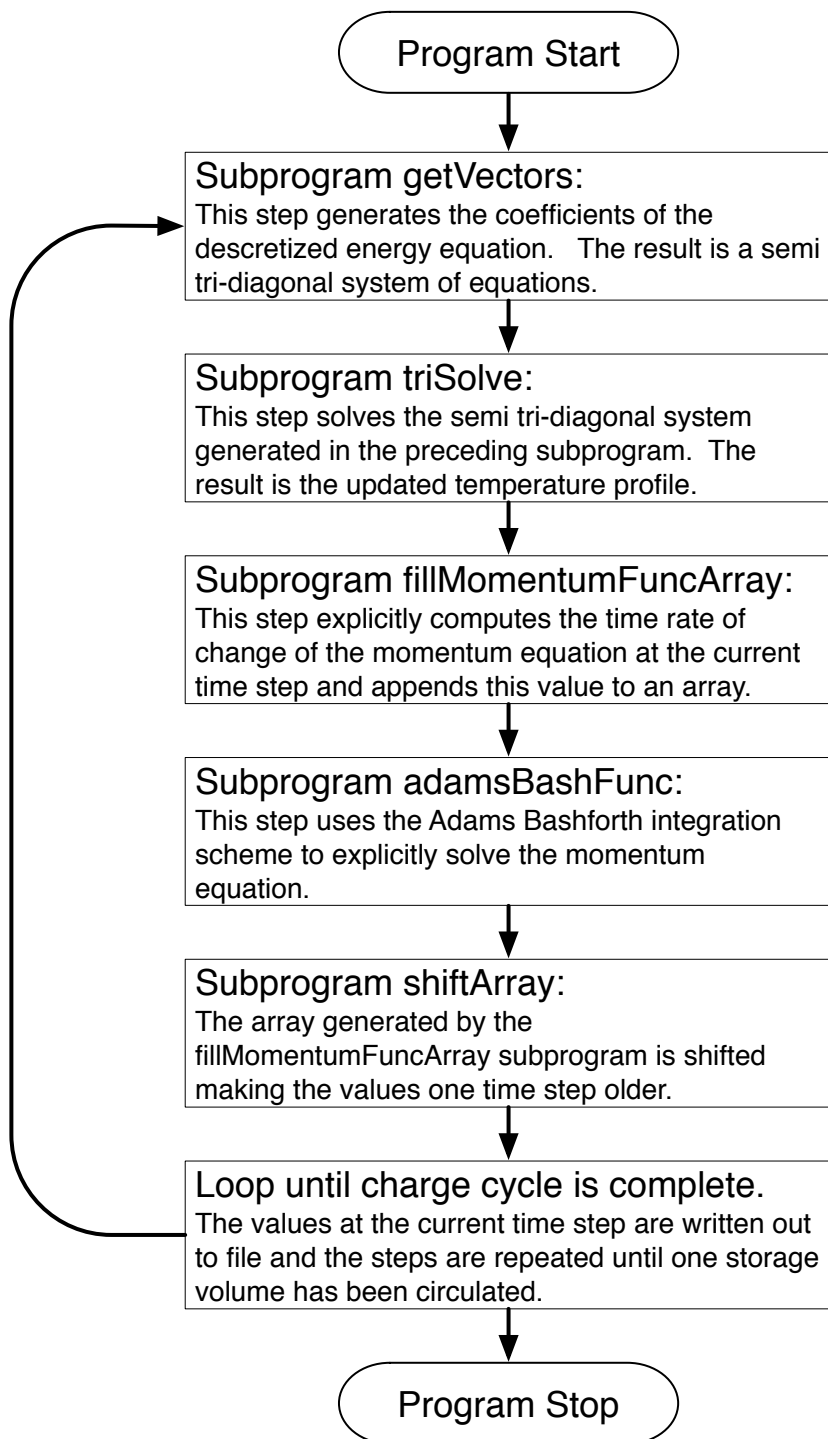 Program Start
Subprogram getVectors:
This step generates the coefficients of the
descretized energy equation.   The result is a semi
tri-diagonal system of equations.
Subprogram triSolve:
This step solves the semi tri-diagonal system
generated in the preceding subprogram.  The
result is the updated temperature profile.
Subprogram fillMomentumFuncArray:
This step explicitly computes the time rate of
change of the momentum equation at the current
time step and appends this value to an array.
Subprogram adamsBashFunc:
This step uses the Adams Bashforth integration
scheme to explicitly solve the momentum
equation.
Subprogram shiftArray:
The array generated by the
fillMomentumFuncArray subprogram is shifted
making the values one time step older.
Loop until charge cycle is complete.
The values at the current time step are written out
to file and the steps are repeated until one storage
volume has been circulated.
Program Stop